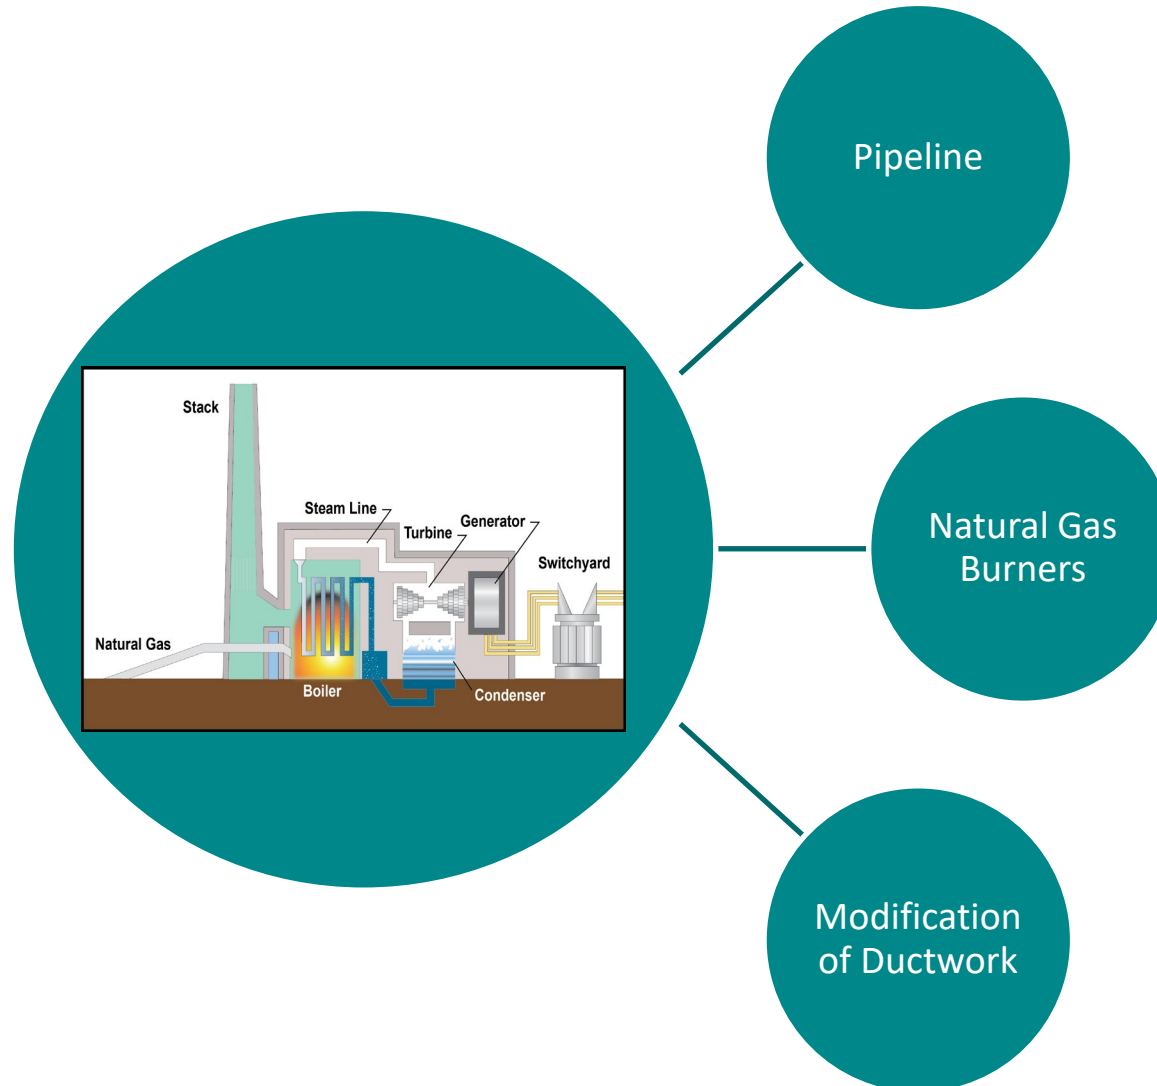 Pipeline
Stack
Steam Line
Generator
Turbine
Switchyard
Natural Gas
Boiler
Condenser
Natural Gas
Burners
Modification
of Ductwork